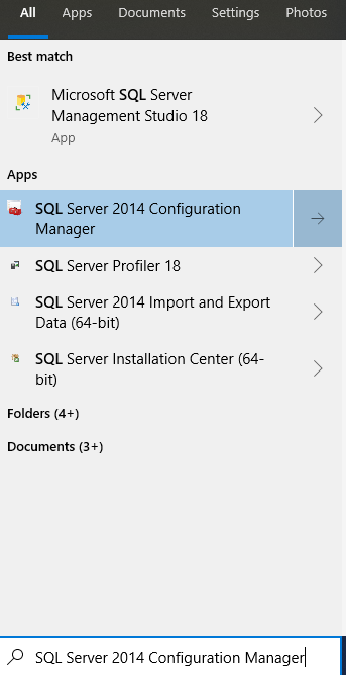 All Apps Documents Settings Photos
Best match
Microsoft SQL Server
Management Studio 18
App
Apps
SQL Server 2014 Configuration
Manager
SQL Server Profiler 18
SQL Server 2014 Import and Export
Data (64-bit)
SQL Server Installation Center (64-
bit)
Folders (4+)
Documents (3+)
SQL Server 2014 Configuration Manager